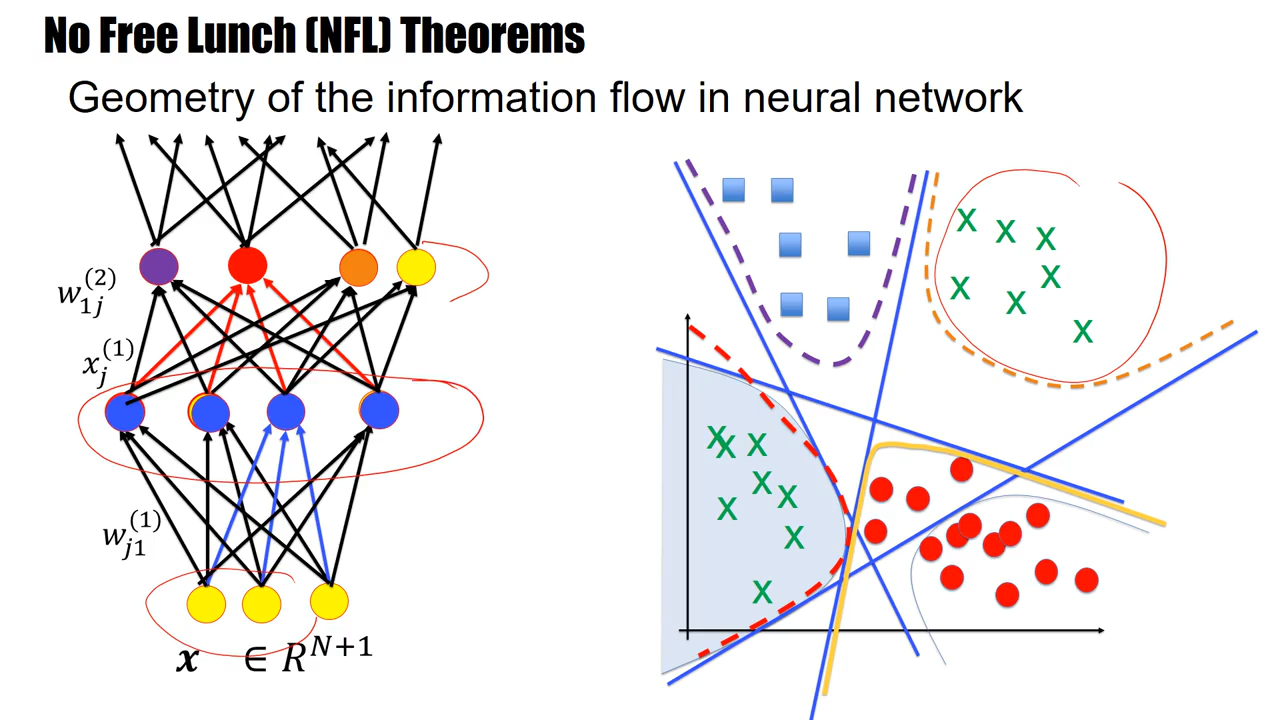 No Free Lunch (NFL) Theorems
Geometry of the information flow in neural network
w_{1j}^{(2)}
x_j^{(1)}
w_{j1}^{(1)}
x ∈ R^{N+1}